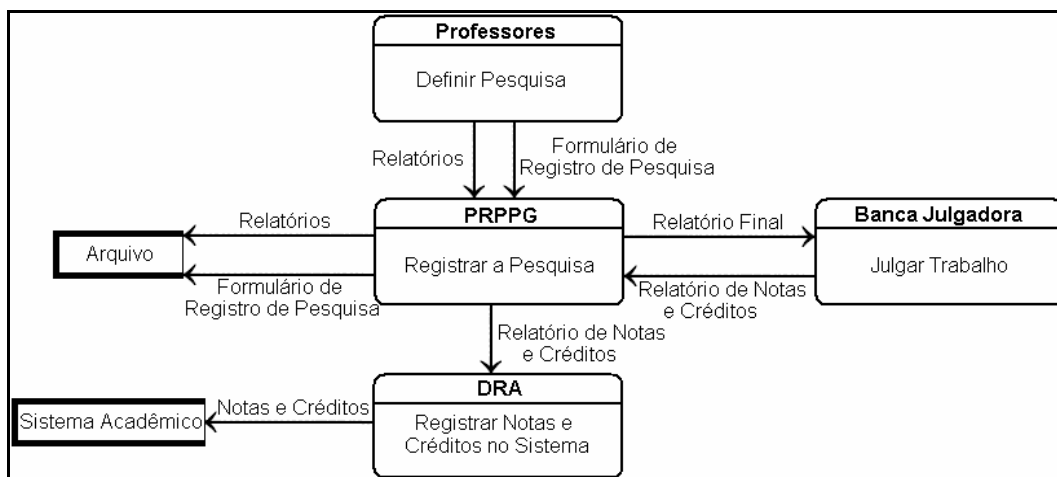 Professores
Definir Pesquisa
Relatórios
Formulário de
Registro de Pesquisa
PRPPG
Registrar a Pesquisa
Relatórios
Arquivo
Formulário de
Registro de Pesquisa
Relatório Final
Banca Julgadora
Julgar Trabalho
Relatório de Notas
e Créditos
Relatório de Notas
e Créditos
DRA
Registrar Notas e
Créditos no Sistema
Notas e Créditos
Sistema Acadêmico